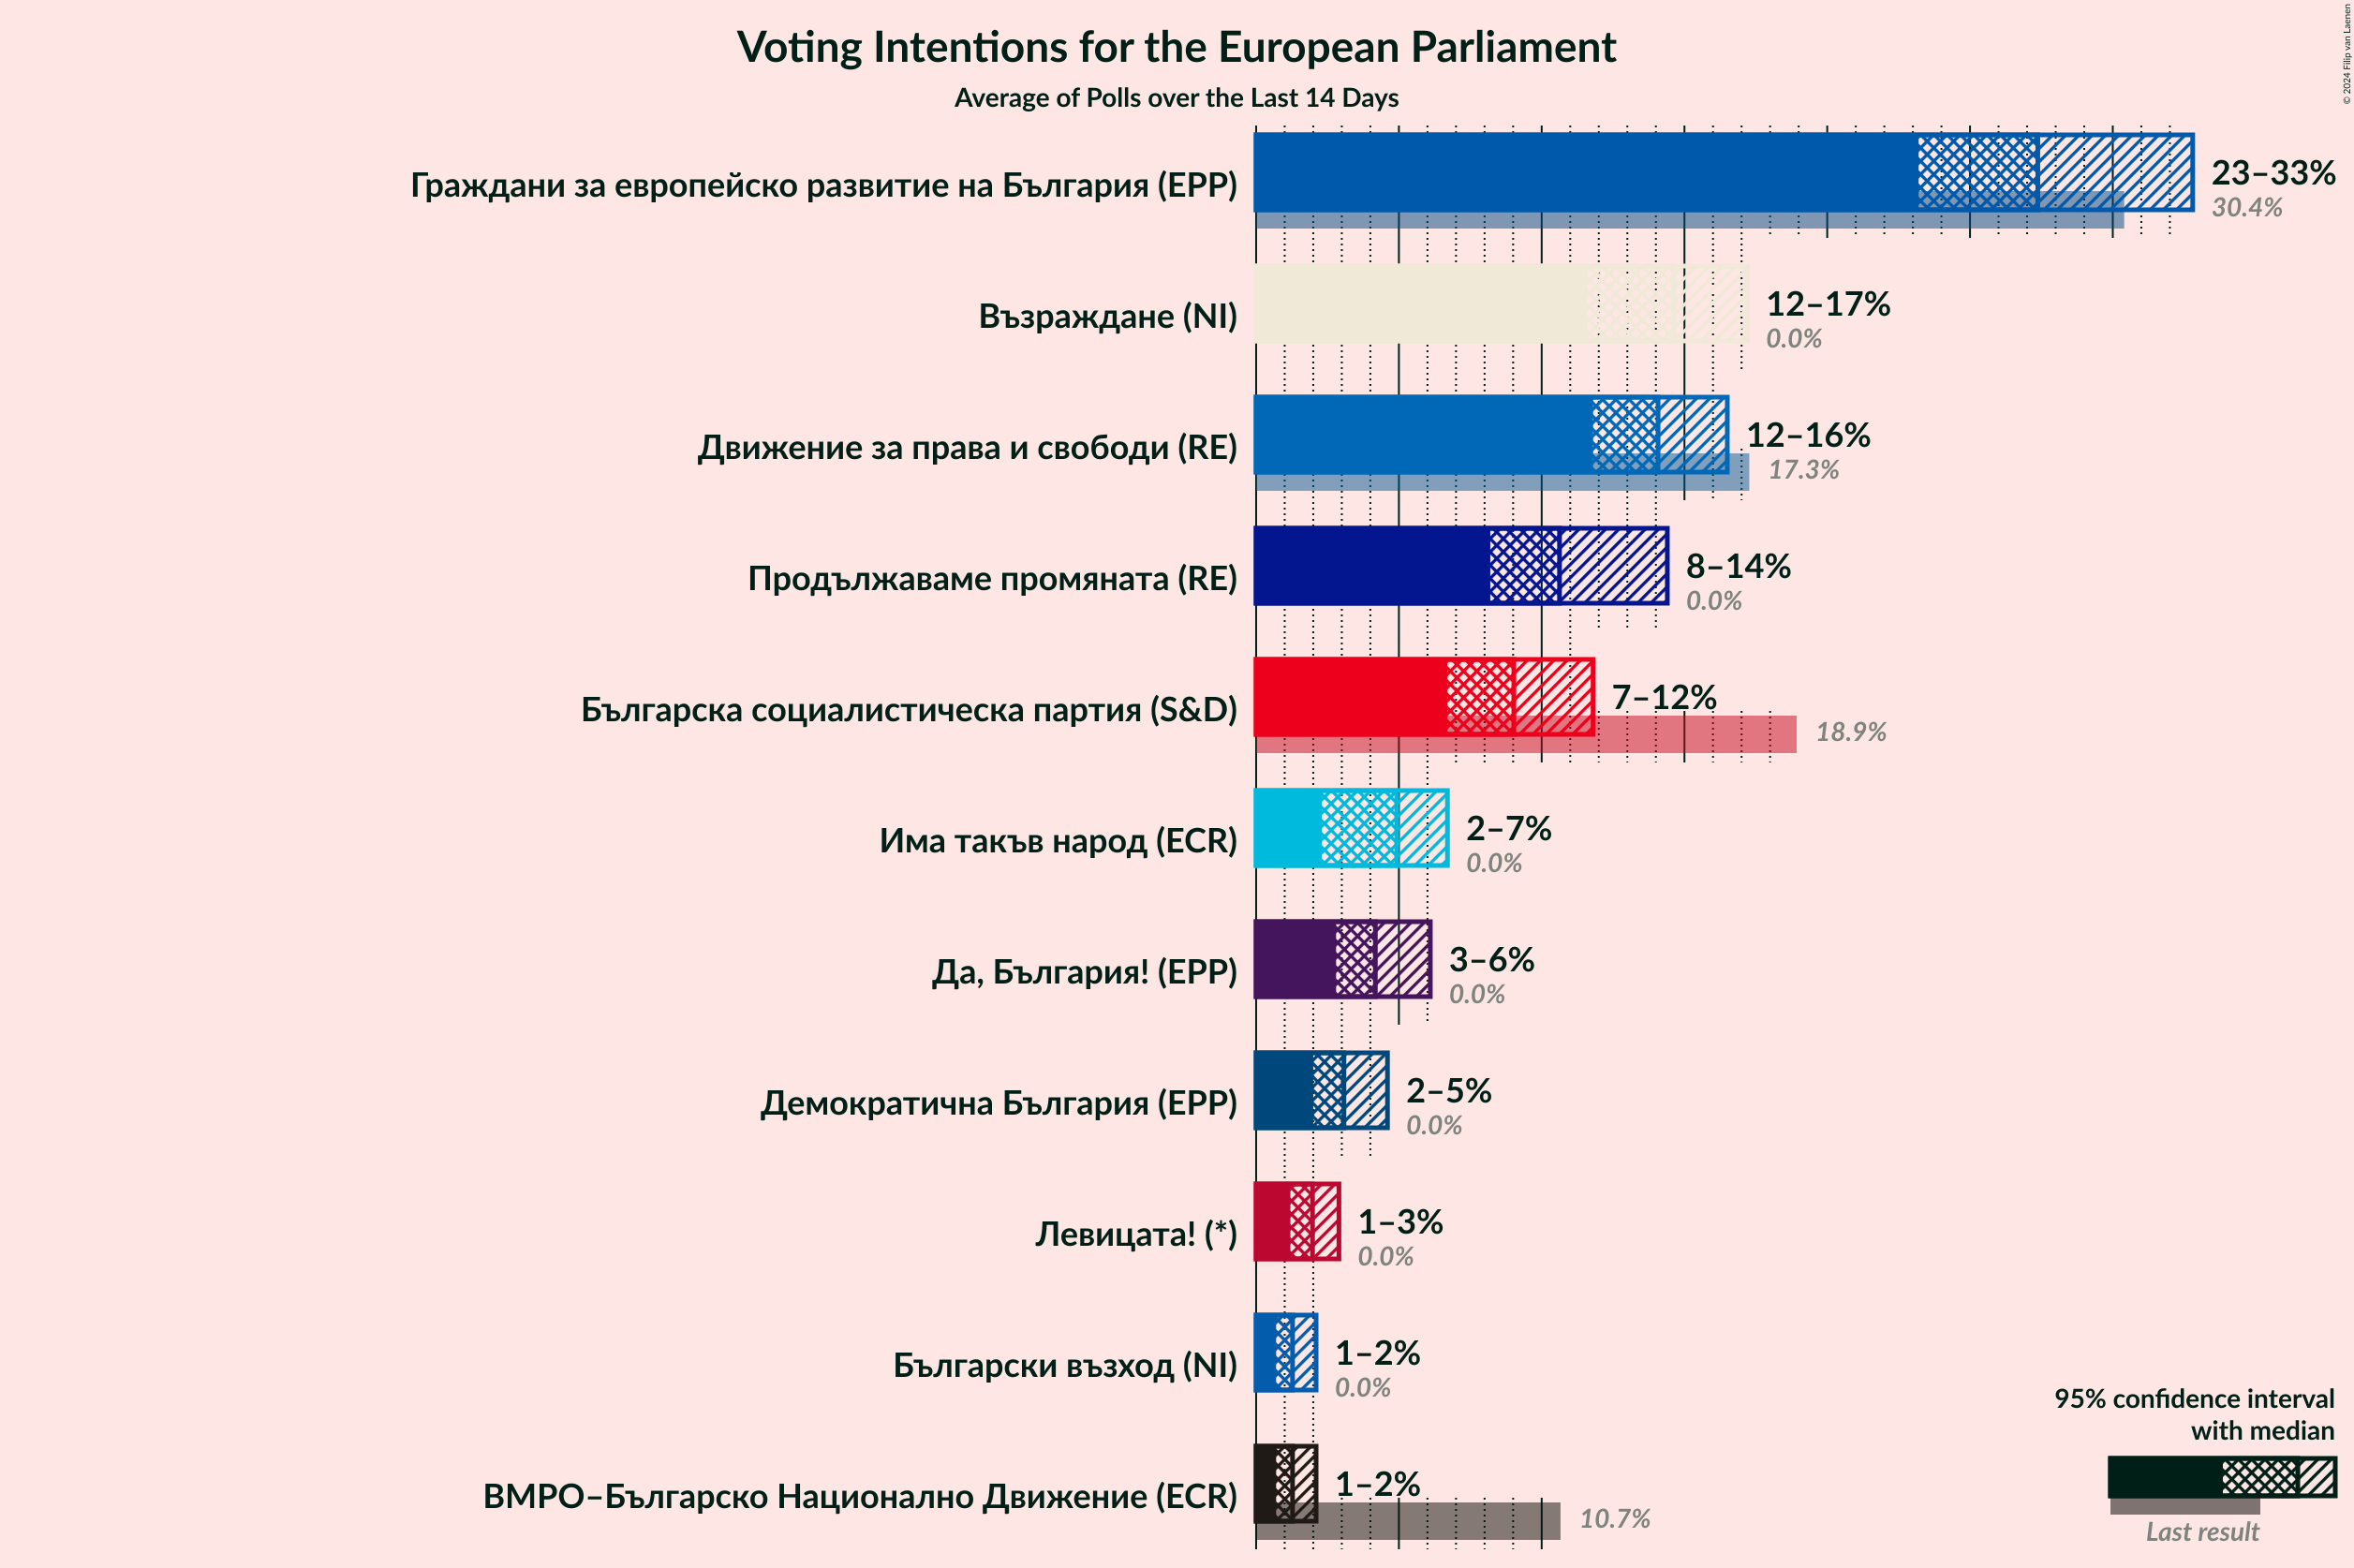 Voting Intentions for the European Parliament
Average of Polls over the Last 14 Days
© 2024 Filip van Laenen
Граждани за европейско развитие на България (EPP)
23–33%
30.4%
Възраждане (NI)
12–17%
0.0%
Движение за права и свободи (RE)
12–16%
17.3%
Продължаваме промяната (RE)
8–14%
0.0%
Българска социалистическа партия (S&D)
7–12%
18.9%
Има такъв народ (ECR)
2–7%
0.0%
Да, България! (EPP)
3–6%
0.0%
Демократична България (EPP)
2–5%
0.0%
Левицата! (*)
1–3%
0.0%
Български възход (NI)
1–2%
0.0%
ВМРО–Българско Национално Движение (ECR)
1–2%
10.7%
95% confidence interval
with median
Last result